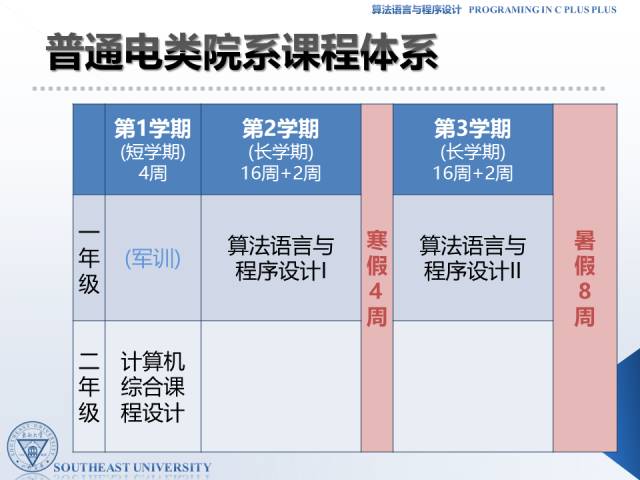 算法语言与程序设计 PROGRAMING IN C PLUS PLUS
普通电类院系课程体系
第1学期
(短学期)
4周
第2学期
(长学期)
16周+2周
第3学期
(长学期)
16周+2周
一年级
(军训)
算法语言与
程序设计I
寒假4周
算法语言与
程序设计II
暑假8周
二年级
计算机
综合课
程设计
SOUTHEAST UNIVERSITY